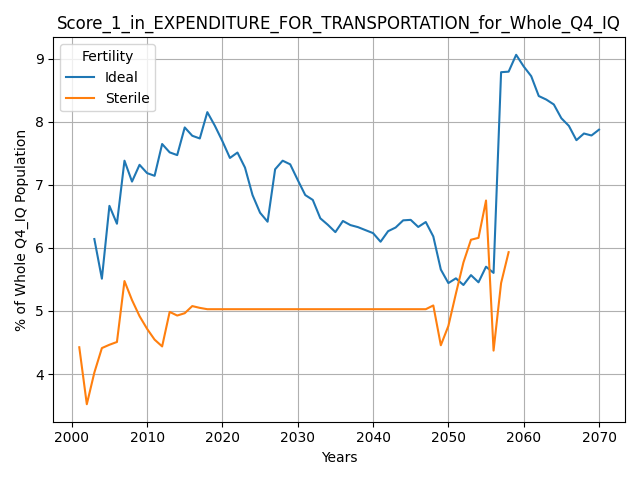 Score_1_in_EXPENDITURE_FOR_TRANSPORTATION_for_Whole_Q4_IQ
Fertility
Ideal
Sterile
% of Whole Q4_IQ Population
9
8
7
6
5
4
2000 2010 2020 2030 2040 2050 2060 2070
Years